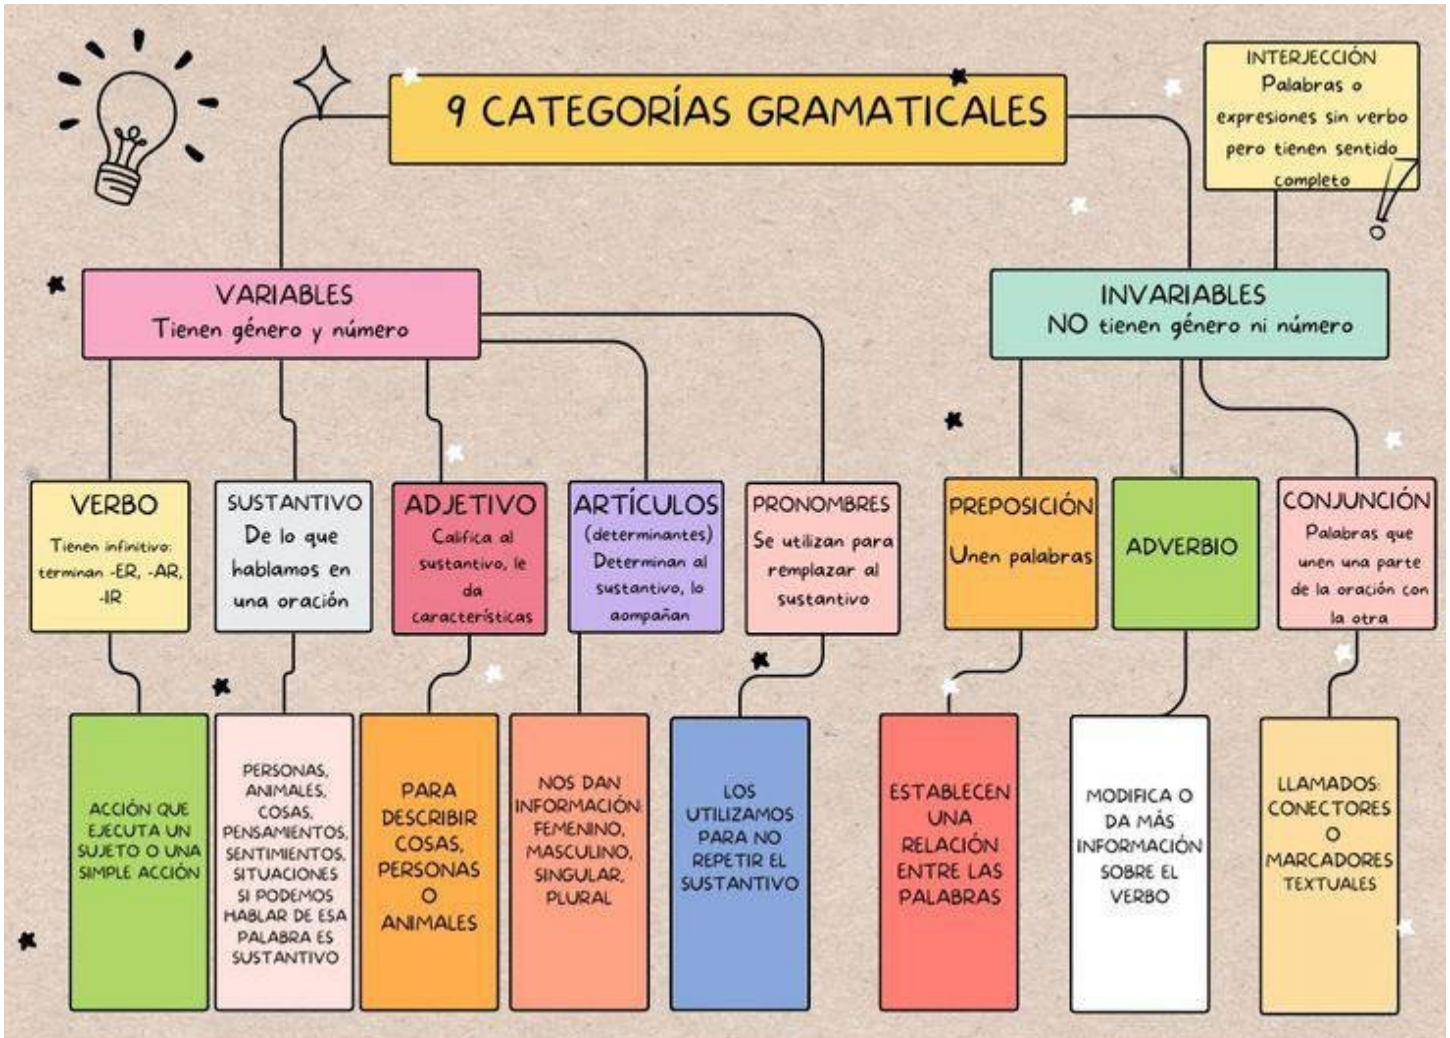 9 CATEGORÍAS GRAMATICALES
INTERJECCIÓN
Palabras o
expresiones sin verbo
pero tienen sentido
completo
VARIABLES
Tienen género y número
INVARIABLES
NO tienen género ni número
VERBO
Tienen infinitivo:
terminan -ER, -AR,
-IR
SUSTANTIVO
De lo que
hablamos en
una oración
ADJETIVO
Califica al
sustantivo, le
da
características
ARTÍCULOS
(determinantes)
Determinan al
sustantivo, lo
aompañan
PRONOMBRES
Se utilizan para
remplazar al
sustantivo
PREPOSICIÓN
Unen palabras
ADVERBIO
CONJUNCIÓN
Palabras que
unen una parte
de la oración con
la otra
ACCIÓN QUE
EJECUTA UN
SUJETO O UNA
SIMPLE ACCIÓN
PERSONAS,
ANIMALES,
COSAS,
PENSAMIENTOS,
SENTIMIENTOS,
SITUACIONES
SI PODEMOS
HABLAR DE ESA
PALABRA ES
SUSTANTIVO
PARA
DESCRIBIR
COSAS,
PERSONAS
O
ANIMALES
NOS DAN
INFORMACIÓN:
FEMENINO,
MASCULINO,
SINGULAR,
PLURAL
LOS
UTILIZAMOS
PARA NO
REPETIR EL
SUSTANTIVO
ESTABLECEN
UNA
RELACIÓN
ENTRE LAS
PALABRAS
MODIFICA O
DA MÁS
INFORMACIÓN
SOBRE EL
VERBO
LLAMADOS:
CONECTORES
O
MARCADORES
TEXTUALES